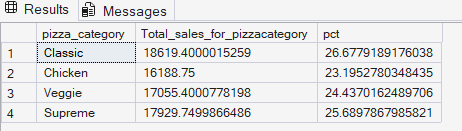 Results Messages
pizza_category Total_sales_for_pizzacategory pct
1 Classic 18619.4000015259 26.6779189176038
2 Chicken 16188.75 23.1952780348435
3 Veggie 17055.4000778198 24.4370162489706
4 Supreme 17929.7499866486 25.6897867985821